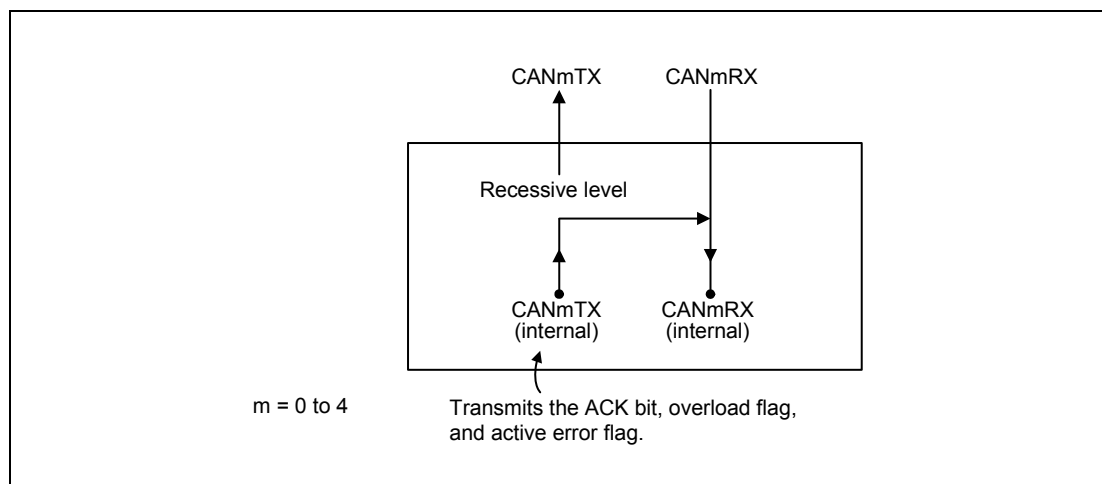 CANmTX
CANmRX
Recessive level
CANmTX
(internal)
CANmRX
(internal)
m = 0 to 4
Transmits the ACK bit, overload flag,
and active error flag.